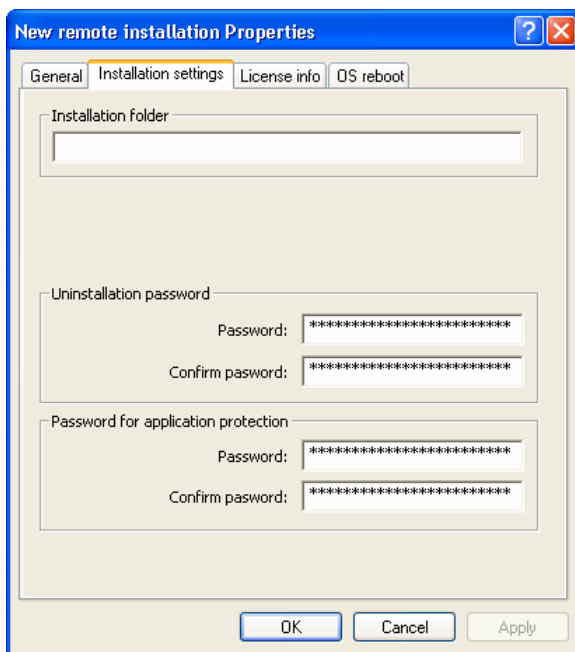 New remote installation Properties
General Installation settings License info OS reboot
Installation folder
Uninstallation password
Password: ************************
Confirm pasword: ************************
Password for application protection
Password: ************************
Confirm pasword: ************************
OK Cancel Apply